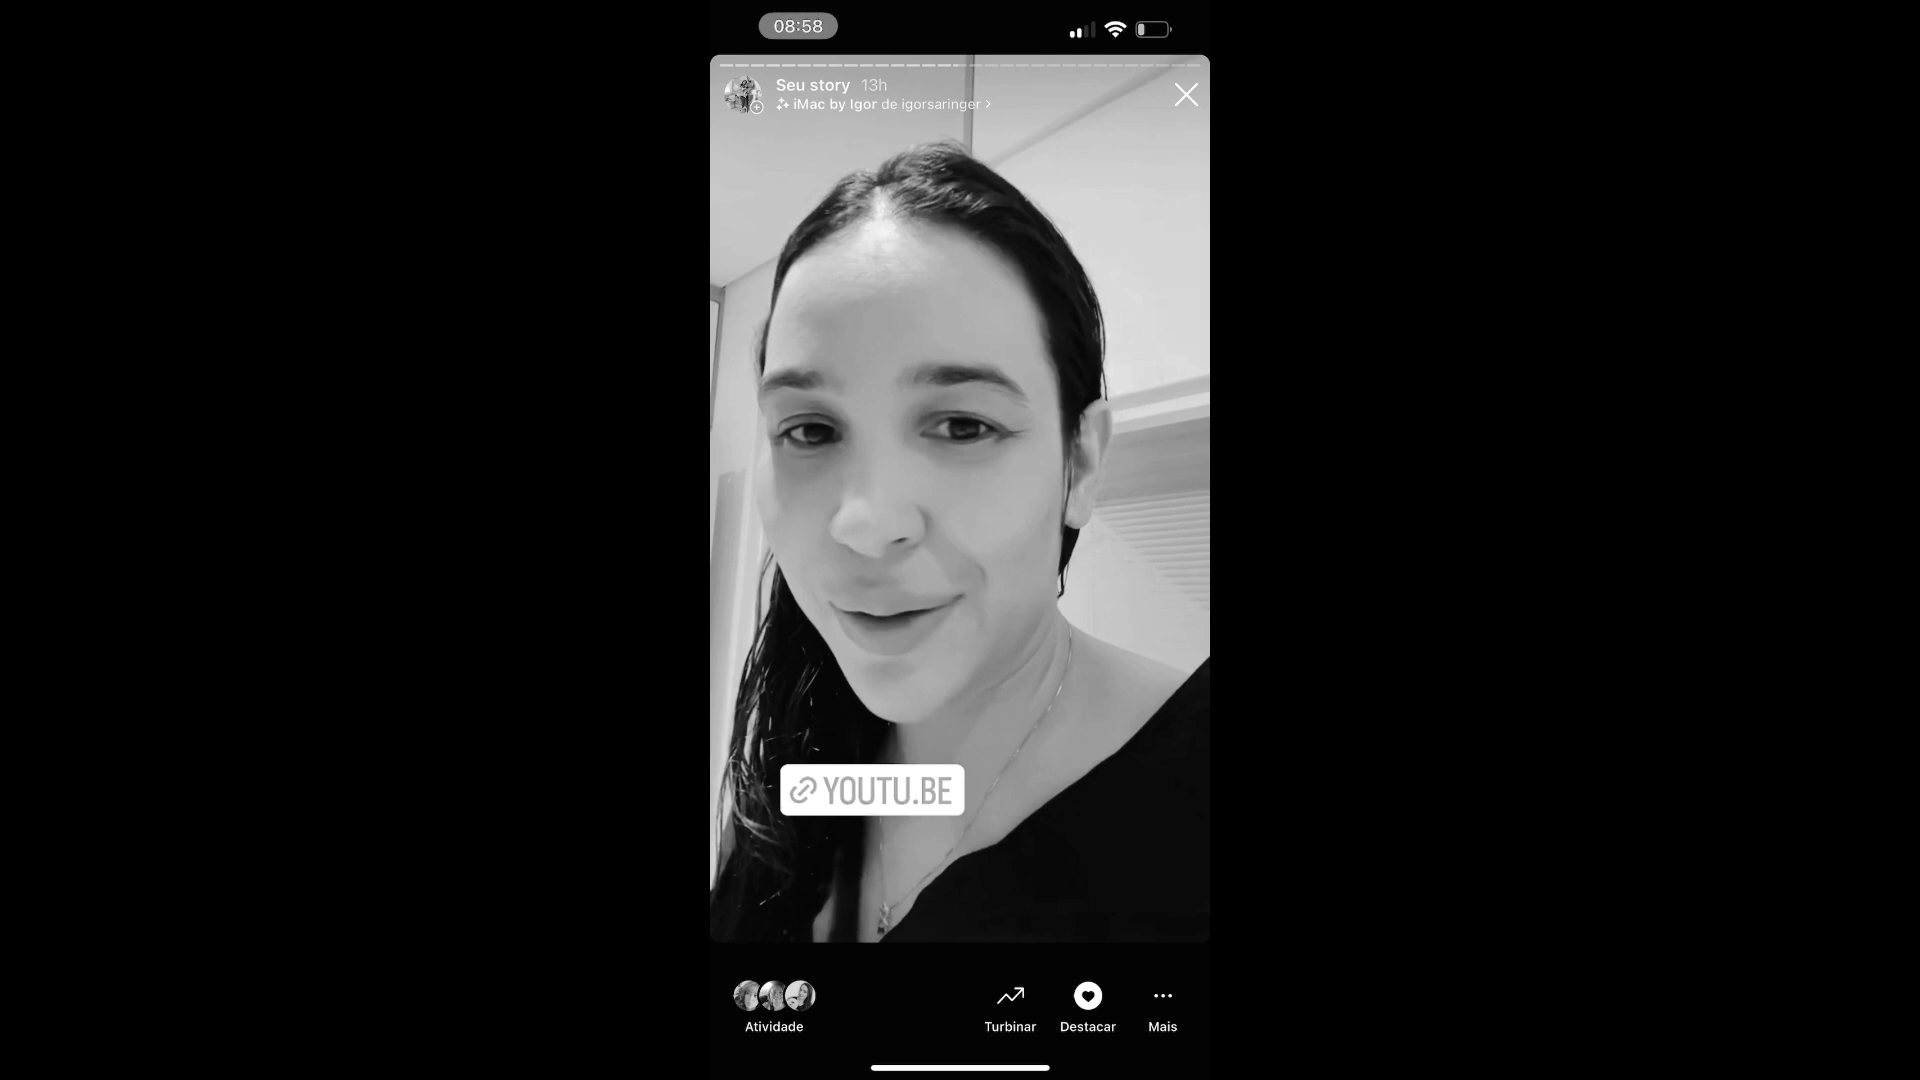 08:58
Seu story 13h
iMac by Igor de igorsaringer
YOUTU.BE
Atividade
Turbinar
Destacar
Mais